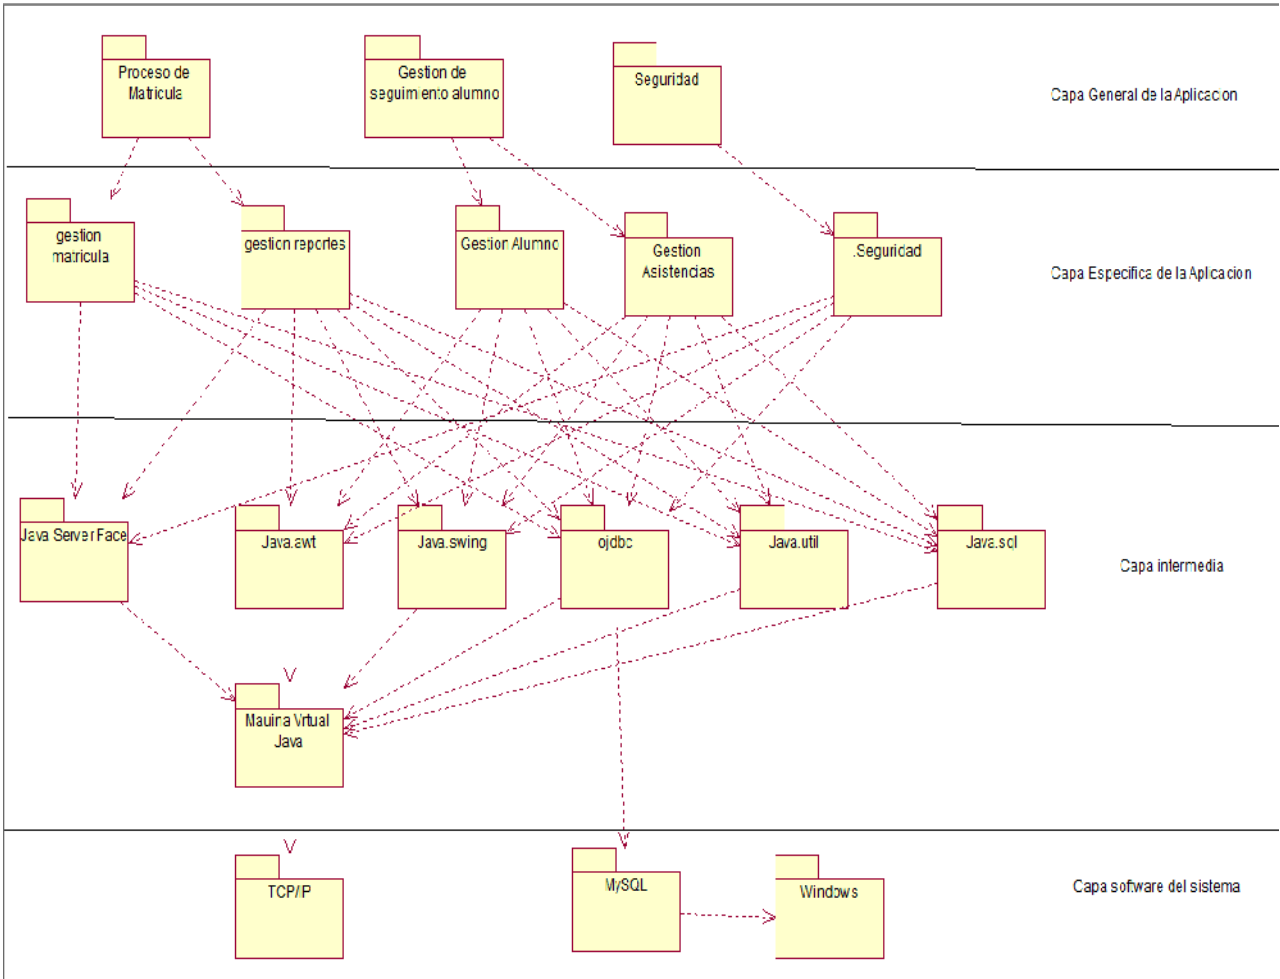 Proceso de
Matricula
Gestion de
seguimiento alumno
Seguridad
Capa General de la Aplicacion
gestion
matricula
gestion reportes
Gestion Alumno
Gestion
Asistencias
.Seguridad
Capa Especifica de la Aplicacion
Java Server Face
Java.awt
Java.swing
ojdbc
Java.util
Java.sql
Capa intermedia
Mauina Vrtual
Java
TCP/IP
MySQL
Windows
Capa software del sistema